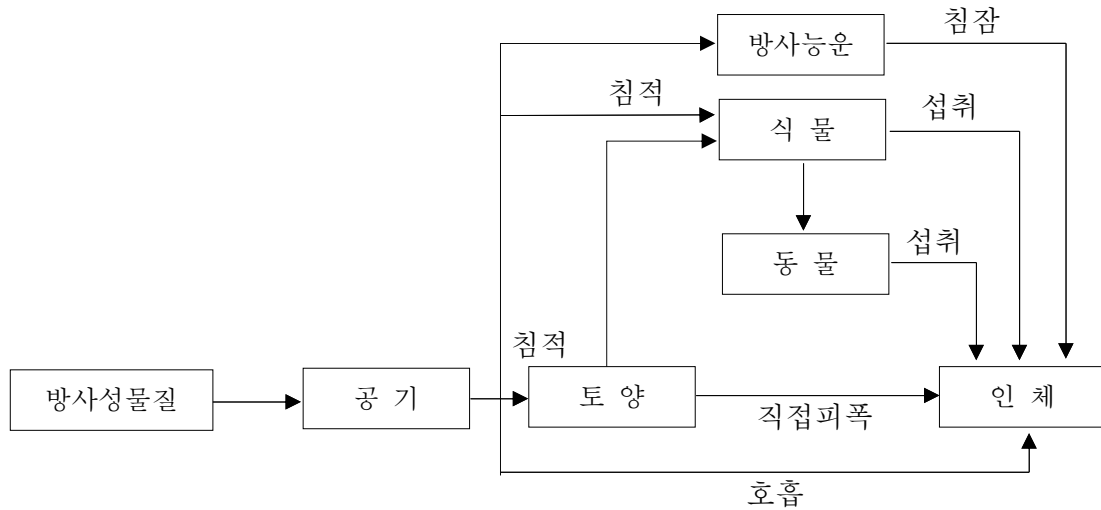 방사능운
침잠
침적
식 물
섭취
동 물
섭취
침적
방사성물질
공 기
토 양
직접피폭
인 체
호흡